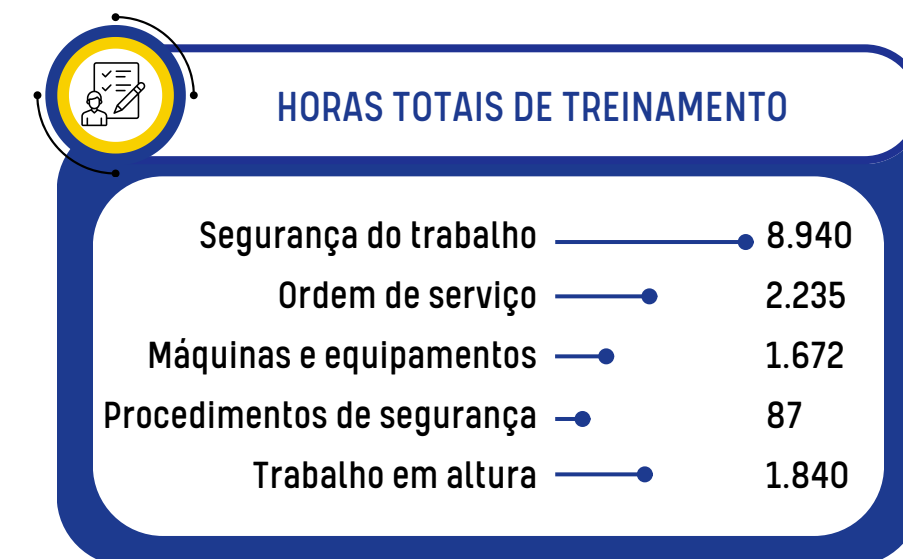 HORAS TOTAIS DE TREINAMENTO
Segurança do trabalho 8.940
Ordem de serviço 2.235
Máquinas e equipamentos 1.672
Procedimentos de segurança 87
Trabalho em altura 1.840